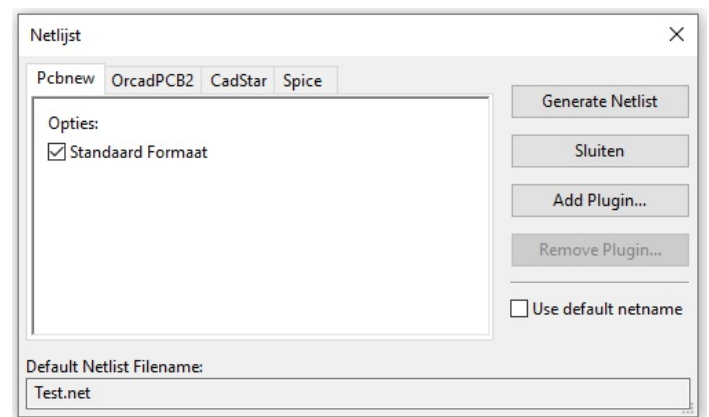 Netlijst
Pcbnew OrcadPCB2 CadStar Spice
Opties:
Standaard Formaat
Generate Netlist
Sluiten
Add Plugin...
Remove Plugin...
Use default netname
Default Netlist Filename:
Test.net